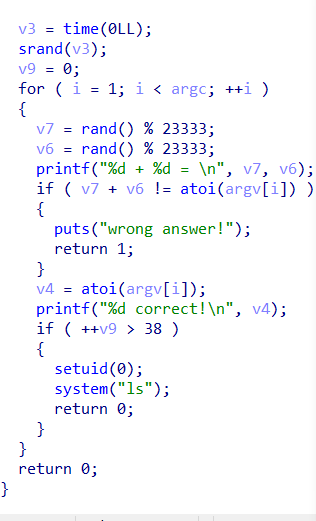 v3 = time(0LL);
srand(v3);
v9 = 0;
for ( i = 1; i < argc; ++i )
{
v7 = rand() % 23333;
v6 = rand() % 23333;
printf("%d + %d = \n", v7, v6);
if ( v7 + v6 != atoi(argv[i]) )
{
puts("wrong answer!");
return 1;
}
v4 = atoi(argv[i]);
printf("%d correct!\n", v4);
if ( ++v9 > 38 )
{
setuid(0);
system("ls");
return 0;
}
}
return 0;
}